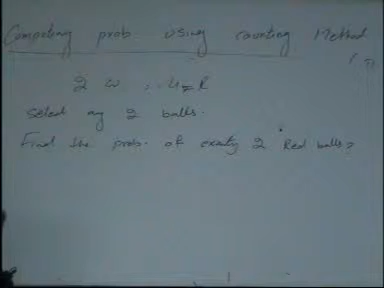 Computing prob. using counting Method
2 W , 4 R
Select any 2 balls.
Find the prob. of exactly 2 Red balls?